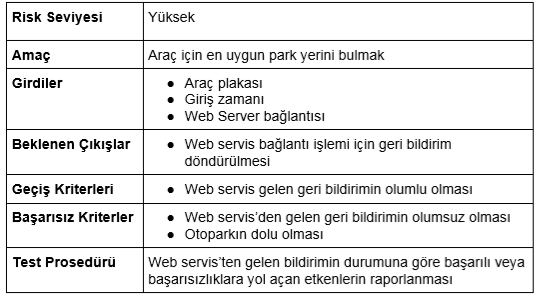 Risk Seviyesi Yüksek
Amaç Araç için en uygun park yerini bulmak
Girdiler ● Araç plakası
● Giriş zamanı
● Web Server bağlantısı
Beklenen Çıkışlar ● Web servis bağlantı işlemi için geri bildirim
döndürülmesi
Geçiş Kriterleri ● Web servis gelen geri bildirimin olumlu olması
Başarısız Kriterler ● Web servis’den gelen geri bildirimin olumsuz olması
● Otoparkın dolu olması
Test Prosedürü Web servis’ten gelen bildirimin durumuna göre başarılı veya
başarısızlıklara yol açan etkenlerin raporlanması